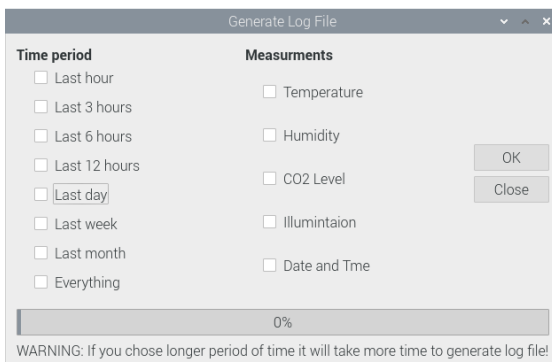 Generate Log File
Time period
Last hour
Last 3 hours
Last 6 hours
Last 12 hours
Last day
Last week
Last month
Everything
Measurments
Temperature
Humidity
CO2 Level
Illumintaion
Date and Tme
OK
Close
0%
WARNING: If you chose longer period of time it will take more time to generate log file!